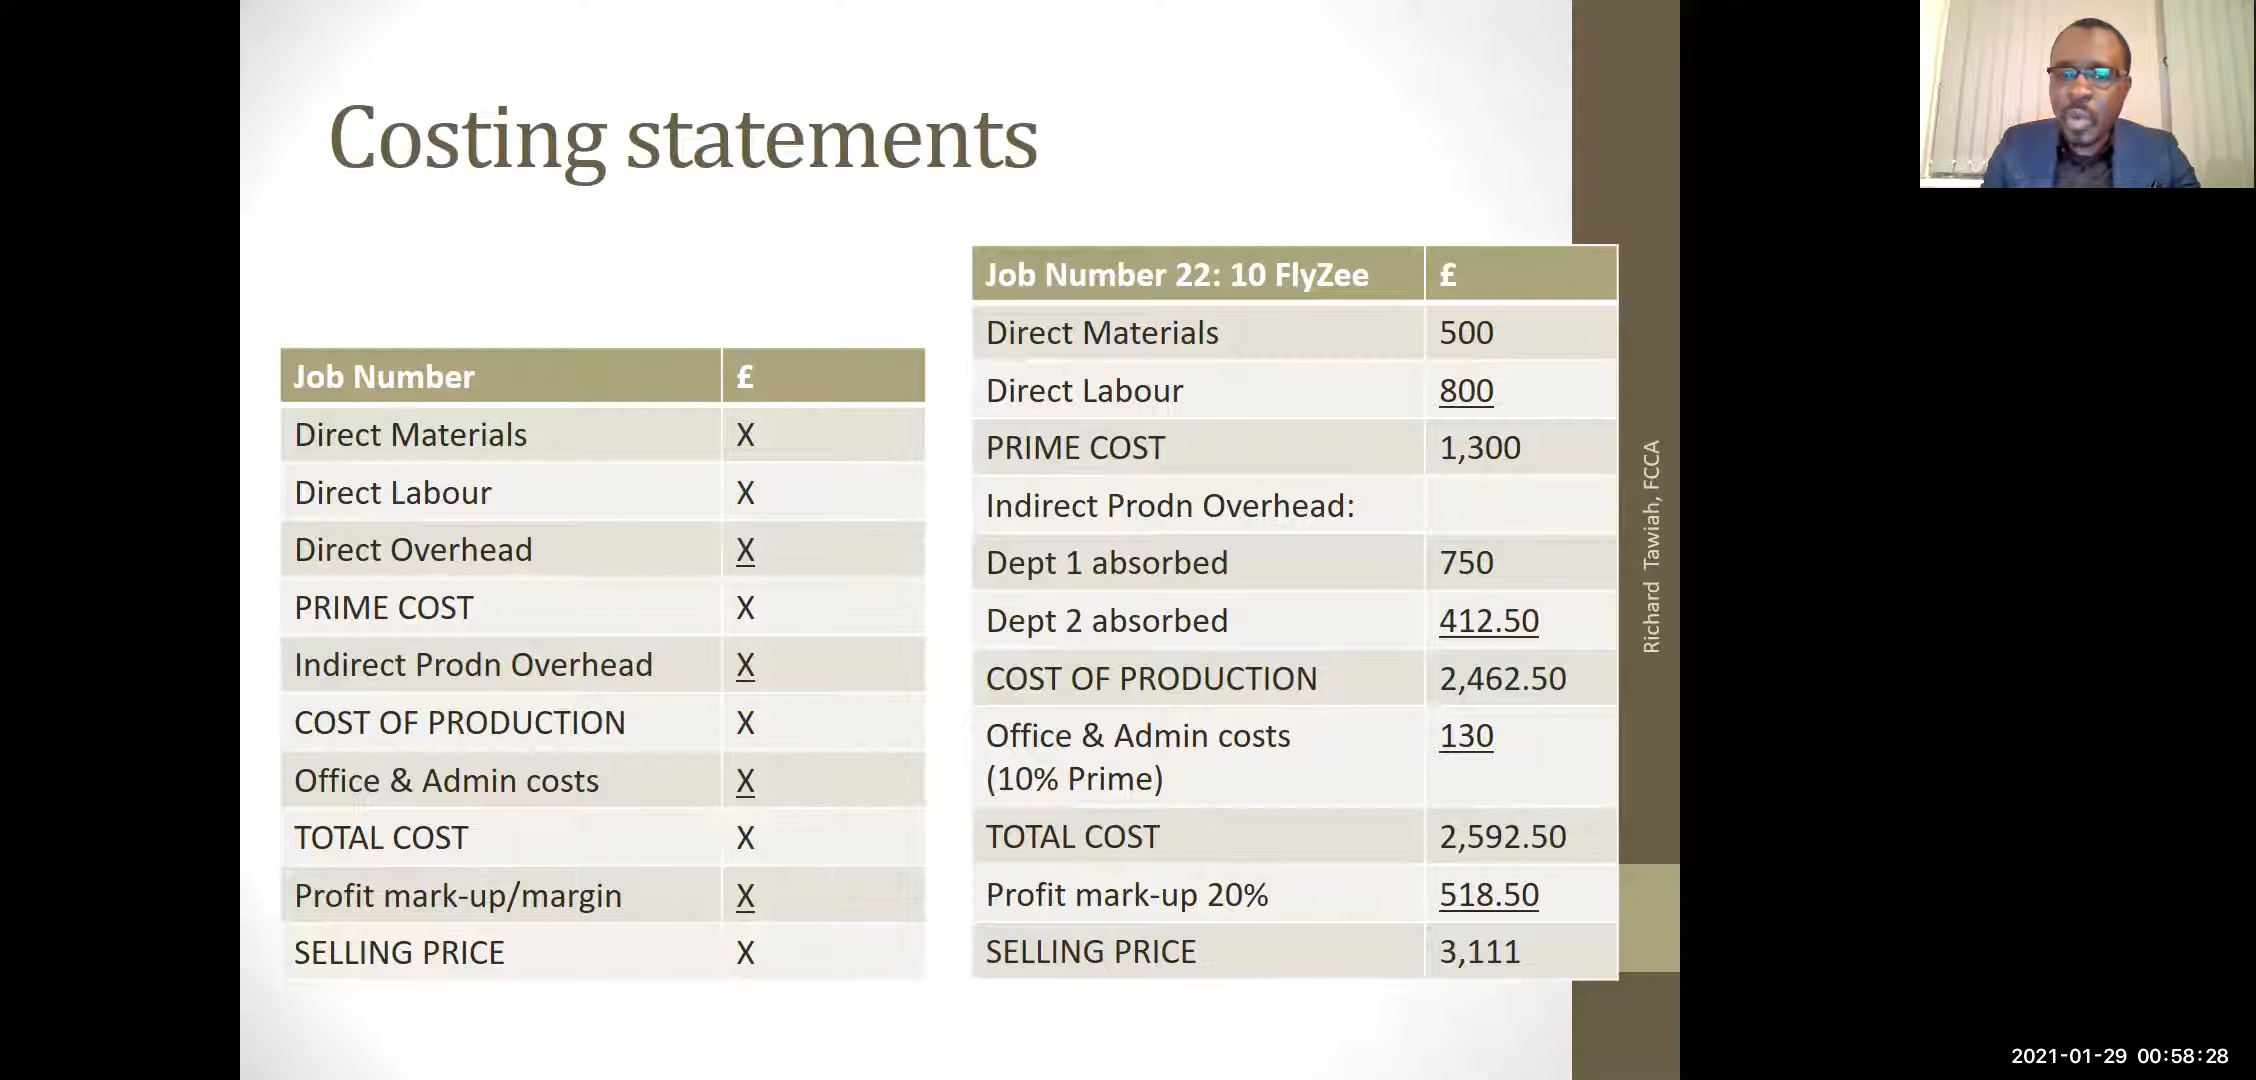 Costing statements
Job Number £
Direct Materials X
Direct Labour X
Direct Overhead X
PRIME COST X
Indirect Prodn Overhead X
COST OF PRODUCTION X
Office & Admin costs X
TOTAL COST X
Profit mark-up/margin X
SELLING PRICE X
Job Number 22: 10 FlyZee £
Direct Materials 500
Direct Labour 800
PRIME COST 1,300
Indirect Prodn Overhead:
Dept 1 absorbed 750
Dept 2 absorbed 412.50
COST OF PRODUCTION 2,462.50
Office & Admin costs 130
(10% Prime)
TOTAL COST 2,592.50
Profit mark-up 20% 518.50
SELLING PRICE 3,111
Richard Tawiah, FCCA
2021-01-29 00:58:28